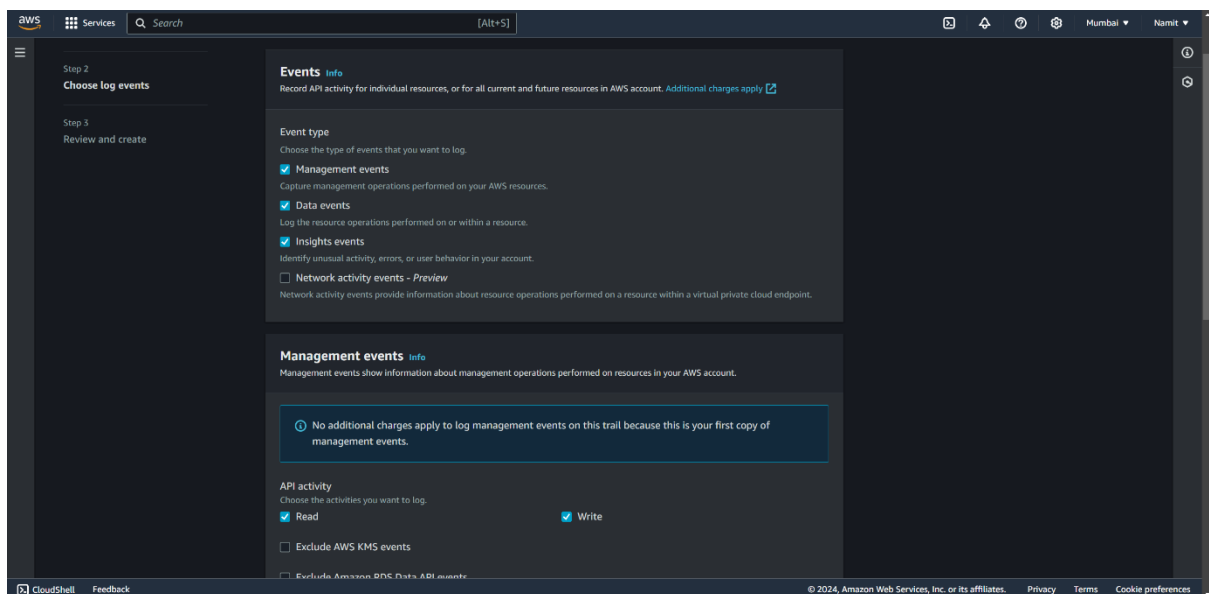 aws
Services
Search
[Alt+S]
Mumbai ▼
Namit ▼
Step 2
Choose log events
Step 3
Review and create
Events Info
Record API activity for individual resources, or for all current and future resources in AWS account. Additional charges apply
Event type
Choose the type of events that you want to log.
Management events
Capture management operations performed on your AWS resources.
Data events
Log the resource operations performed on or within a resource.
Insights events
Identify unusual activity, errors, or user behavior in your account.
Network activity events - Preview
Network activity events provide information about resource operations performed on a resource within a virtual private cloud endpoint.
Management events Info
Management events show information about management operations performed on resources in your AWS account.
No additional charges apply to log management events on this trail because this is your first copy of
management events.
API activity
Choose the activities you want to log.
Read
Write
Exclude AWS KMS events
Exclude Amazon RDS Data API events
CloudShell
Feedback
© 2024, Amazon Web Services, Inc. or its affiliates.
Privacy
Terms
Cookie preferences